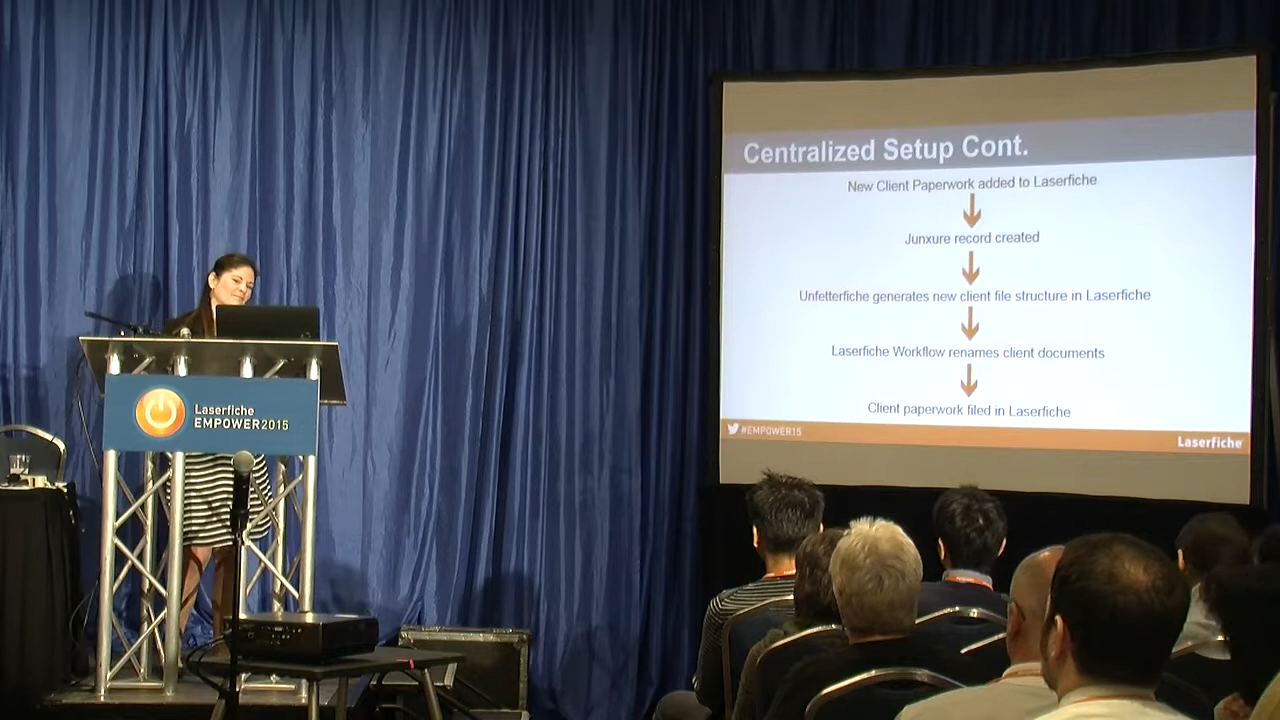 Centralized Setup Cont.
New Client Paperwork added to Laserfiche
Junxure record created
Unfetterfiche generates new client file structure in Laserfiche
Laserfiche Workflow renames client documents
Client paperwork filed in Laserfiche
#EMPOWER15
Laserfiche
Laserfiche
EMPOWER2015